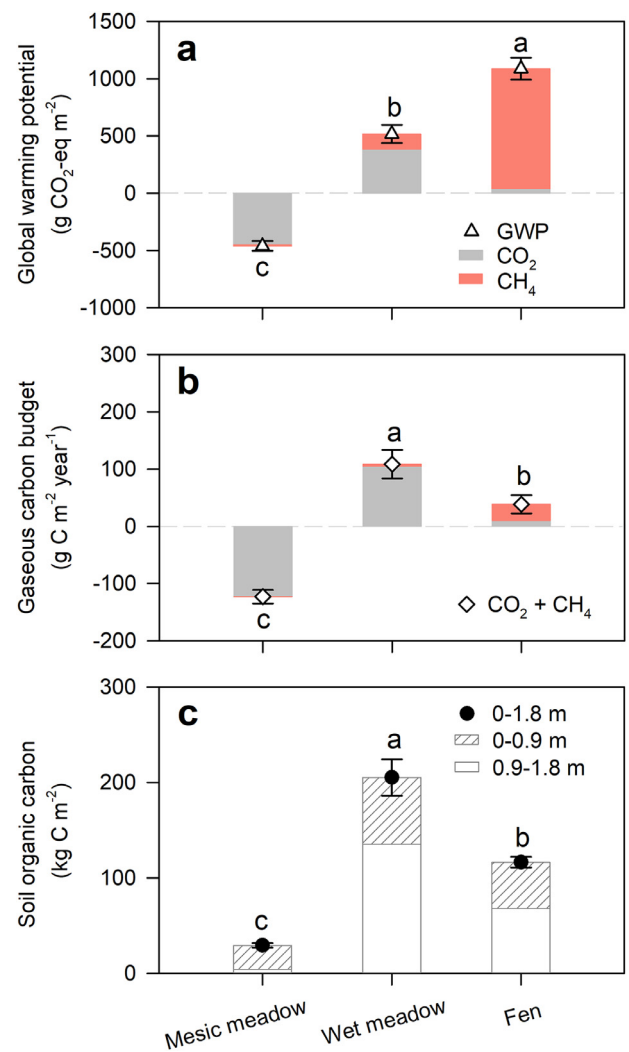 1500
a
a
1000
b
500
0
GWP
CO₂
-500
c
CH₄
-1000
Global warming potential
(g CO₂-eq m⁻²)
300
b
200
a
100
b
0
-100
c
CO₂ + CH₄
-200
Gaseous carbon budget
(g C m⁻² year⁻¹)
300
c
0-1.8 m
a
0-0.9 m
0.9-1.8 m
200
b
100
c
0
Soil organic carbon
(kg C m⁻²)
Mesic meadow
Wet meadow
Fen